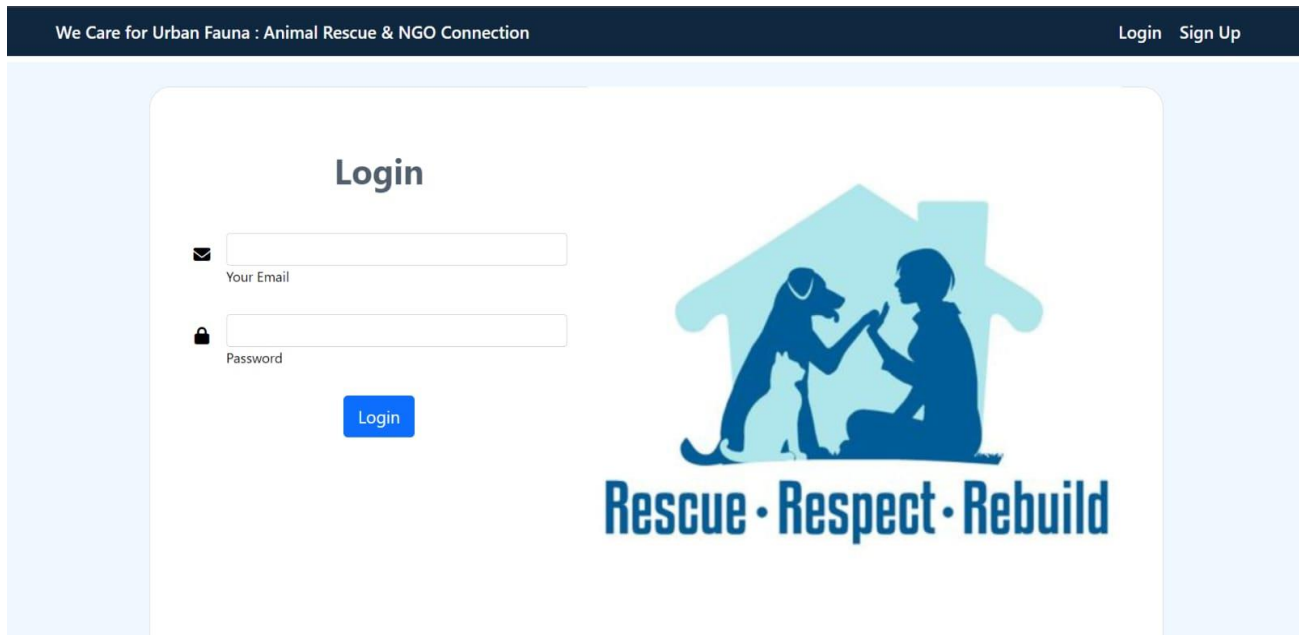 We Care for Urban Fauna : Animal Rescue & NGO Connection
Login Sign Up
Login
Your Email
Password
Login
Rescue · Respect · Rebuild